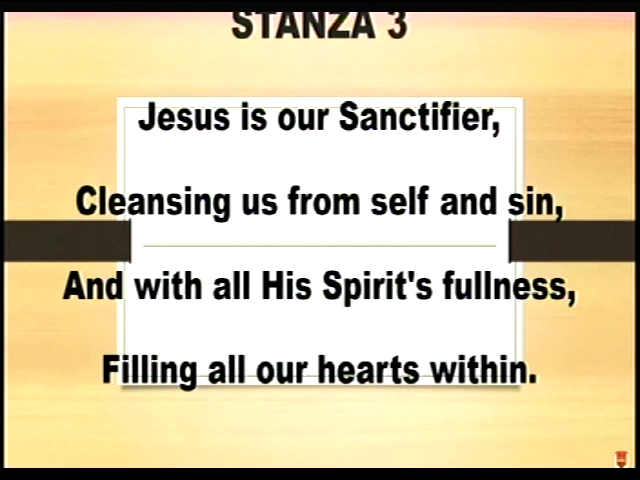 STANZA 3
Jesus is our Sanctifier,
Cleansing us from self and sin,
And with all His Spirit's fullness,
Filling all our hearts within.